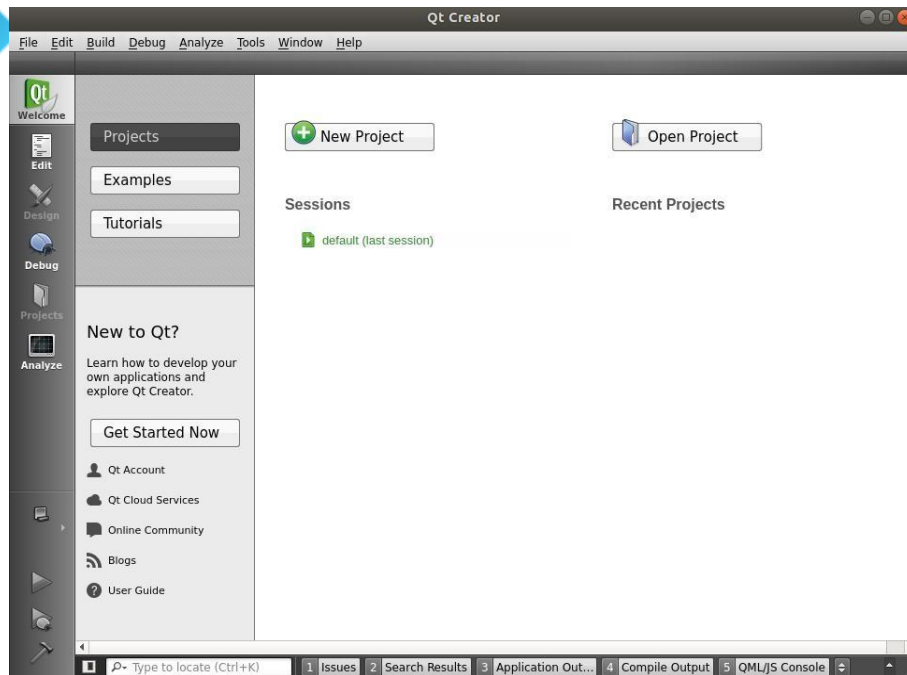 Qt Creator
File Edit Build Debug Analyze Tools Window Help
Qt
Welcome
Edit
Design
Debug
Projects
Analyze
Projects
Examples
Tutorials
New to Qt?
Learn how to develop your
own applications and
explore Qt Creator.
Get Started Now
Qt Account
Qt Cloud Services
Online Community
Blogs
User Guide
New Project
Open Project
Sessions
Recent Projects
default (last session)
Type to locate (Ctrl+K)
1 Issues 2 Search Results 3 Application Out... 4 Compile Output 5 QML/JS Console